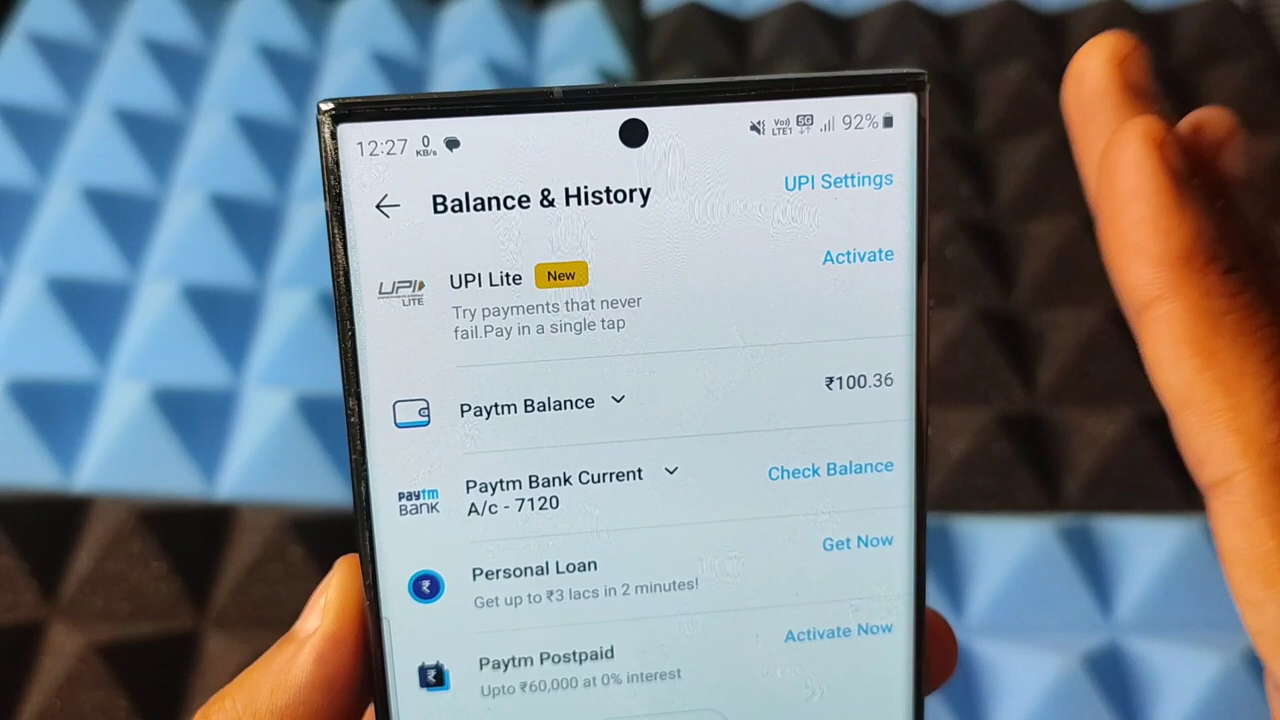 12:27 0 KB/s Vo)) LTE1 5G 92%
Balance & History
UPI Settings
UPI LITE
UPI Lite New
Activate
Try payments that never
fail.Pay in a single tap
Paytm Balance
₹100.36
paytm BANK
Paytm Bank Current
A/c - 7120
Check Balance
Personal Loan
Get Now
Get up to ₹3 lacs in 2 minutes!
Paytm Postpaid
Activate Now
Upto ₹60,000 at 0% interest